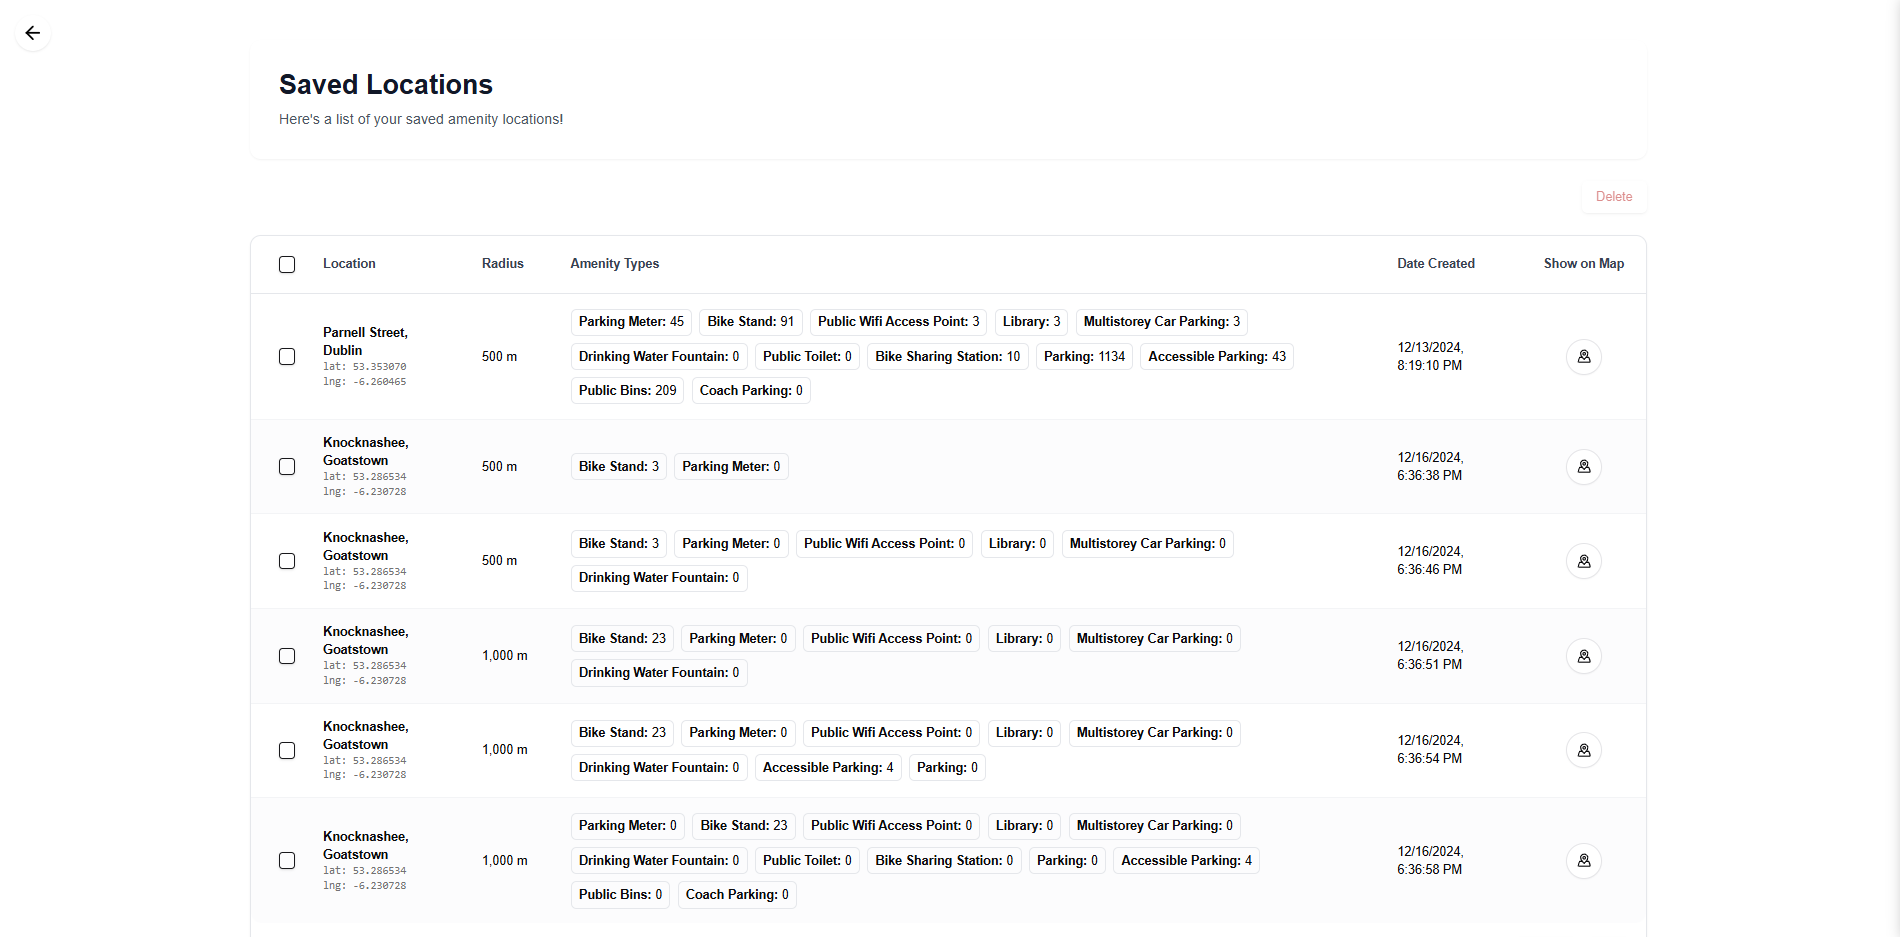 Saved Locations
Here's a list of your saved amenity locations!
Delete
Location Radius Amenity Types Date Created Show on Map
Parnell Street,
Dublin
lat: 53.353070
lng: -6.260465
500 m
Parking Meter: 45 Bike Stand: 91 Public Wifi Access Point: 3 Library: 3 Multistorey Car Parking: 3
Drinking Water Fountain: 0 Public Toilet: 0 Bike Sharing Station: 10 Parking: 1134 Accessible Parking: 43
Public Bins: 209 Coach Parking: 0
12/13/2024,
8:19:10 PM
Knocknashee,
Goatstown
lat: 53.286534
lng: -6.230728
500 m
Bike Stand: 3 Parking Meter: 0
12/16/2024,
6:36:38 PM
Knocknashee,
Goatstown
lat: 53.286534
lng: -6.230728
500 m
Bike Stand: 3 Parking Meter: 0 Public Wifi Access Point: 0 Library: 0 Multistorey Car Parking: 0
Drinking Water Fountain: 0
12/16/2024,
6:36:46 PM
Knocknashee,
Goatstown
lat: 53.286534
lng: -6.230728
1,000 m
Bike Stand: 23 Parking Meter: 0 Public Wifi Access Point: 0 Library: 0 Multistorey Car Parking: 0
Drinking Water Fountain: 0
12/16/2024,
6:36:51 PM
Knocknashee,
Goatstown
lat: 53.286534
lng: -6.230728
1,000 m
Bike Stand: 23 Parking Meter: 0 Public Wifi Access Point: 0 Library: 0 Multistorey Car Parking: 0
Drinking Water Fountain: 0 Accessible Parking: 4 Parking: 0
12/16/2024,
6:36:54 PM
Knocknashee,
Goatstown
lat: 53.286534
lng: -6.230728
1,000 m
Parking Meter: 0 Bike Stand: 23 Public Wifi Access Point: 0 Library: 0 Multistorey Car Parking: 0
Drinking Water Fountain: 0 Public Toilet: 0 Bike Sharing Station: 0 Parking: 0 Accessible Parking: 4
Public Bins: 0 Coach Parking: 0
12/16/2024,
6:36:58 PM